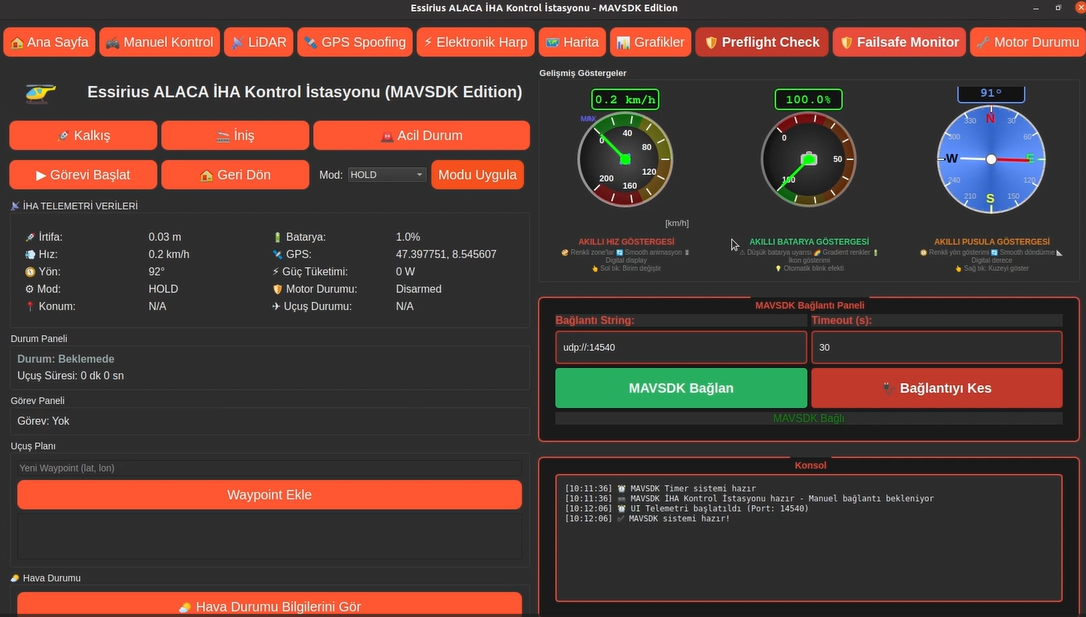 Essirius ALACA İHA Kontrol İstasyonu - MAVSDK Edition
Ana Sayfa
Manuel Kontrol
LiDAR
GPS Spoofing
Elektronik Harp
Harita
Grafikler
Preflight Check
Failsafe Monitor
Motor Durumu
Essirius ALACA İHA Kontrol İstasyonu (MAVSDK Edition)
Kalkış
İniş
Acil Durum
Görevi Başlat
Geri Dön
Mod:
HOLD
Modu Uygula
İHA TELEMETRİ VERİLERİ
İrtifa: 0.03 m
Batarya: 1.0%
Hız: 0.2 km/h
GPS: 47.397751, 8.545607
Yön: 92°
Güç Tüketimi: 0 W
Mod: HOLD
Motor Durumu: Disarmed
Konum: N/A
Uçuş Durumu: N/A
Durum Paneli
Durum: Beklemede
Uçuş Süresi: 0 dk 0 sn
Görev Paneli
Görev: Yok
Uçuş Planı
Yeni Waypoint (lat, lon)
Waypoint Ekle
Hava Durumu
Hava Durumu Bilgilerini Gör
Gelişmiş Göstergeler
0.2 km/h
MAX
0
40
80
120
160
200
[km/h]
AKILLI HIZ GÖSTERGESİ
Renkli zone'lar Smooth animasyon
Digital display
Sol tık: Birim değiştir
100.0%
0
50
100
AKILLI BATARYA GÖSTERGESİ
Düşük batarya uyarısı Gradient renkler
İkon gösterimi
Otomatik blink efekti
91°
N
30
60
E
120
150
S
210
240
W
300
330
AKILLI PUSULA GÖSTERGESİ
Renkli yönler Smooth döndürme
Digital derece
Sağ tık: Kuzeyi göster
MAVSDK Bağlantı Paneli
Bağlantı String:
Timeout (s):
udp://:14540
30
MAVSDK Bağlan
Bağlantıyı Kes
MAVSDK Bağlı
Konsol
[10:11:36] MAVSDK Timer sistemi hazır
[10:11:36] MAVSDK İHA Kontrol İstasyonu hazır - Manuel bağlantı bekleniyor
[10:12:06] UI Telemetri başlatıldı (Port: 14540)
[10:12:06] MAVSDK sistemi hazır!